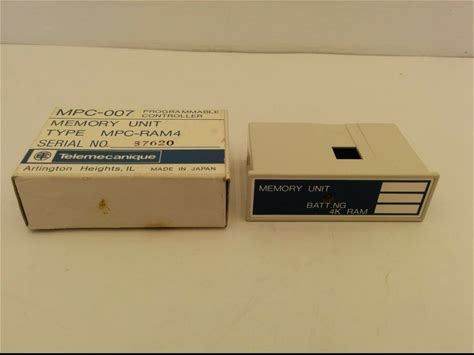 MPC-007 PROGRAMMABLE CONTROLLER
MEMORY UNIT
TYPE MPC-RAM4
SERIAL NO. 37620
Telemecanique
Arlington Heights, IL MADE IN JAPAN
MEMORY UNIT
BATT.NG
4K RAM